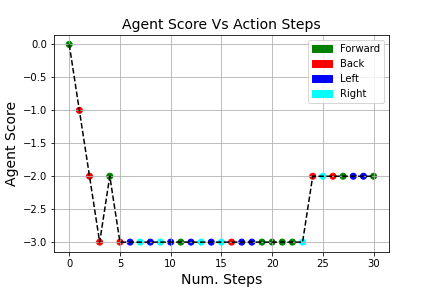 Agent Score Vs Action Steps
Forward
Back
Left
Right
0.0
−0.5
−1.0
−1.5
−2.0
−2.5
−3.0
Agent Score
0 5 10 15 20 25 30
Num. Steps